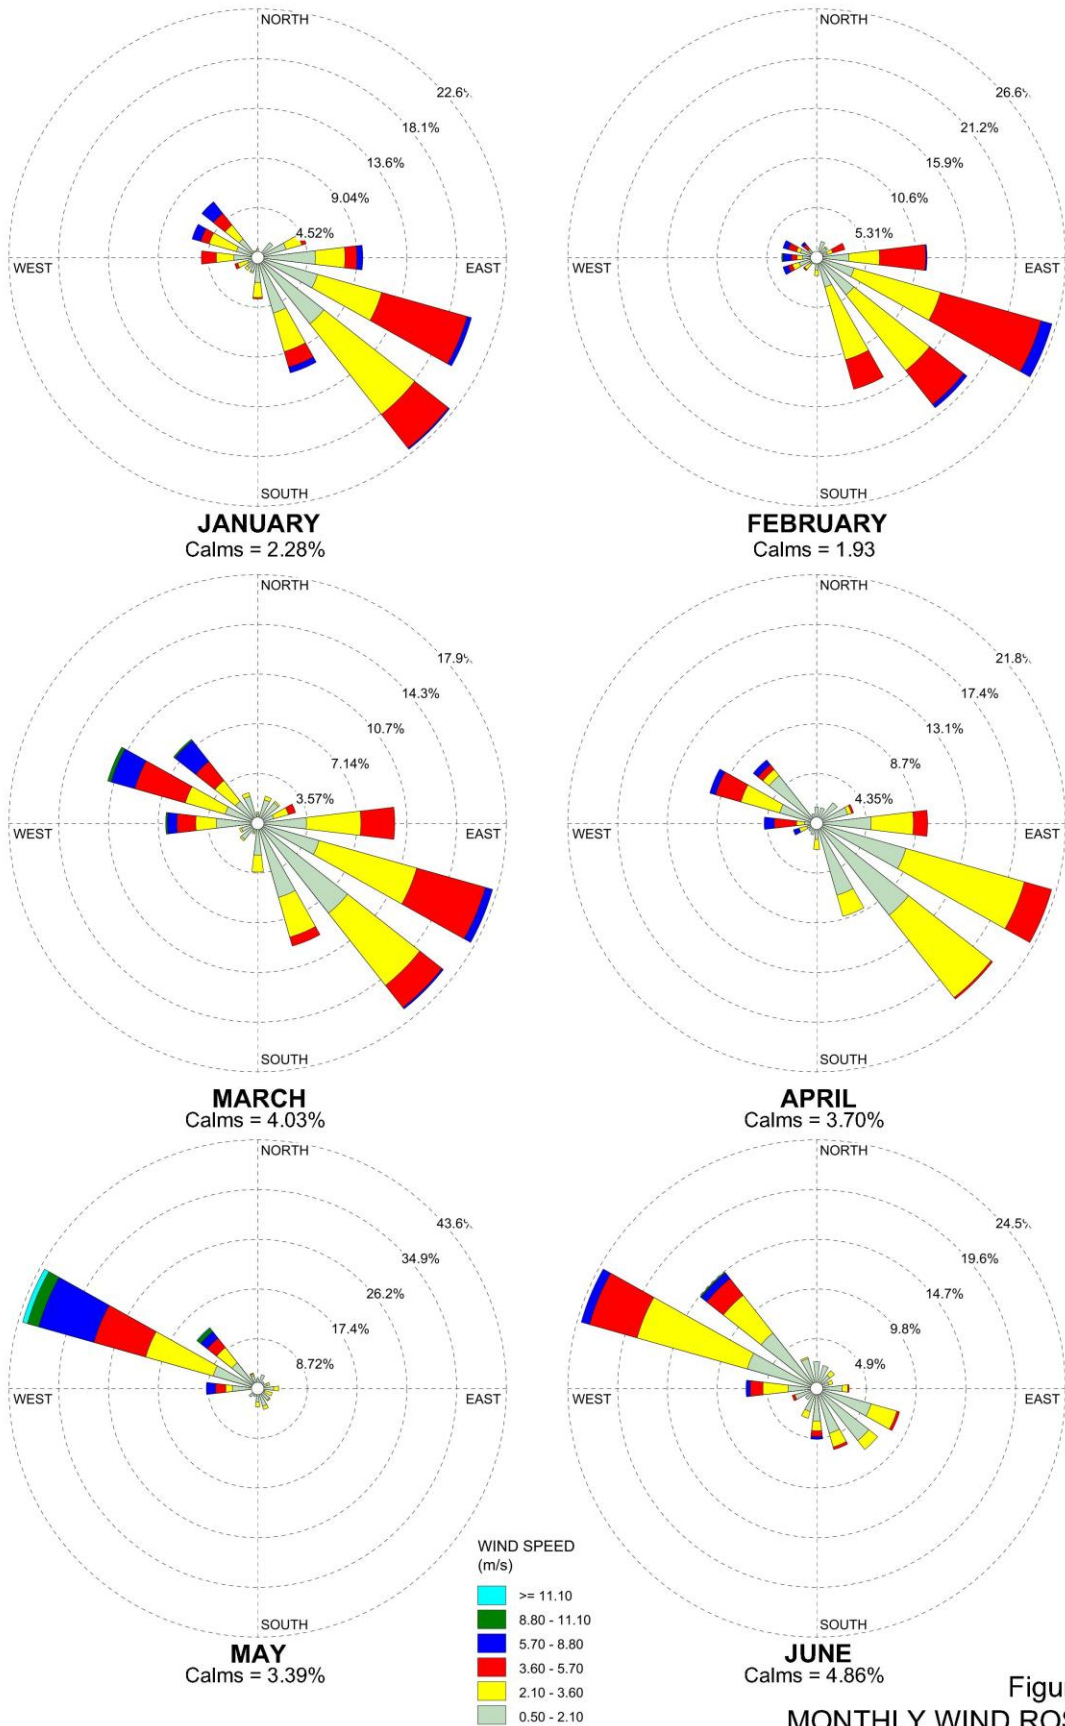 NORTH
22.6%
18.1%
13.6%
9.04%
4.52%
WEST
EAST
SOUTH
JANUARY
Calms = 2.28%
NORTH
26.6%
21.2%
15.9%
10.6%
5.31%
WEST
EAST
SOUTH
FEBRUARY
Calms = 1.93
NORTH
17.9%
14.3%
10.7%
7.14%
3.57%
WEST
EAST
SOUTH
MARCH
Calms = 4.03%
NORTH
21.8%
17.4%
13.1%
8.7%
4.35%
WEST
EAST
SOUTH
APRIL
Calms = 3.70%
NORTH
43.6%
34.9%
26.2%
17.4%
8.72%
WEST
EAST
SOUTH
MAY
Calms = 3.39%
NORTH
24.5%
19.6%
14.7%
9.8%
4.9%
WEST
EAST
SOUTH
JUNE
Calms = 4.86%
WIND SPEED
(m/s)
>= 11.10
8.80 - 11.10
5.70 - 8.80
3.60 - 5.70
2.10 - 3.60
0.50 - 2.10
Figur
MONTHLY WIND ROS